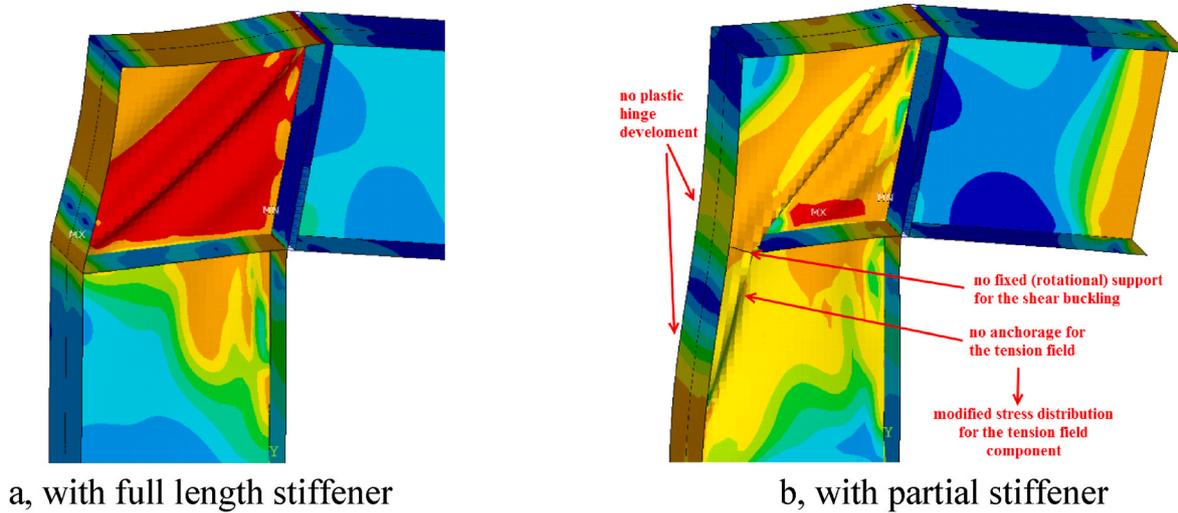 no plastic
hinge
develoment
MX
MN
Y
MX
MN
no fixed (rotational) support
for the shear buckling
no anchorage for
the tension field
modified stress distribution
for the tension field
component
Y
a, with full length stiffener
b, with partial stiffener